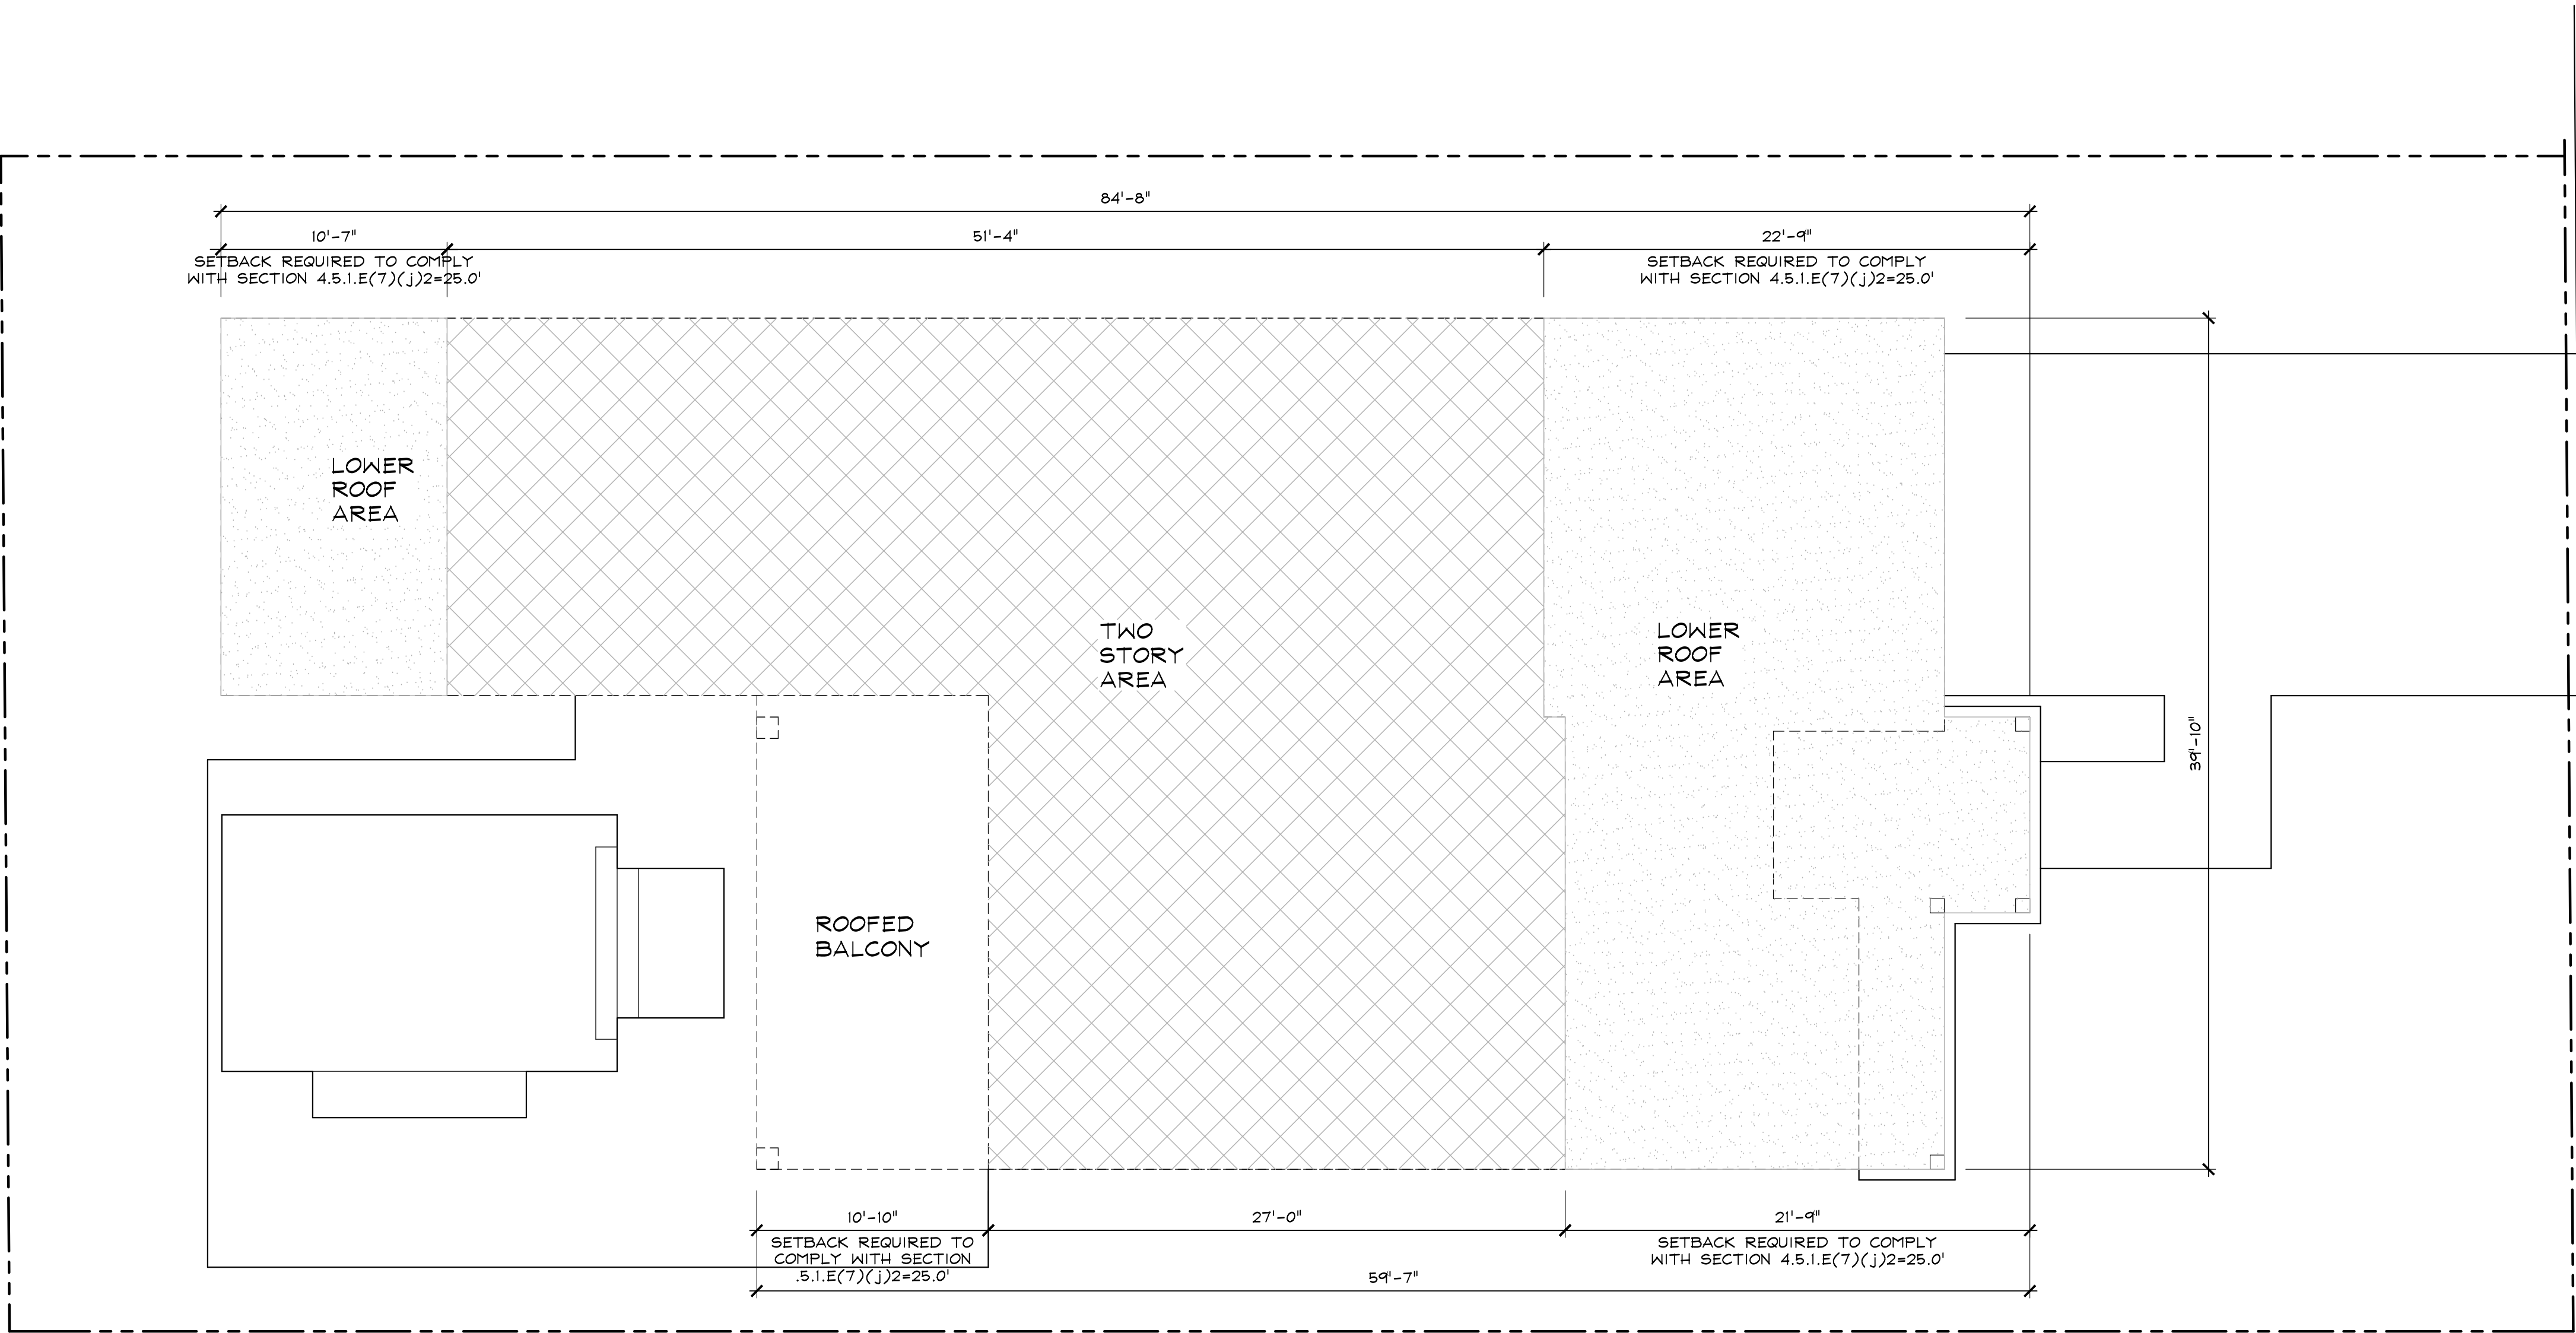 84'-8"
10'-7"
51'-4"
22'-9"
SETBACK REQUIRED TO COMPLY
WITH SECTION 4.5.1.E(7)(j)2=25.0'
SETBACK REQUIRED TO COMPLY
WITH SECTION 4.5.1.E(7)(j)2=25.0'
LOWER
ROOF
AREA
TWO
STORY
AREA
LOWER
ROOF
AREA
39'-10"
ROOFED
BALCONY
10'-10"
27'-0"
21'-9"
SETBACK REQUIRED TO
COMPLY WITH SECTION
.5.1.E(7)(j)2=25.0'
SETBACK REQUIRED TO COMPLY
WITH SECTION 4.5.1.E(7)(j)2=25.0'
59'-7"